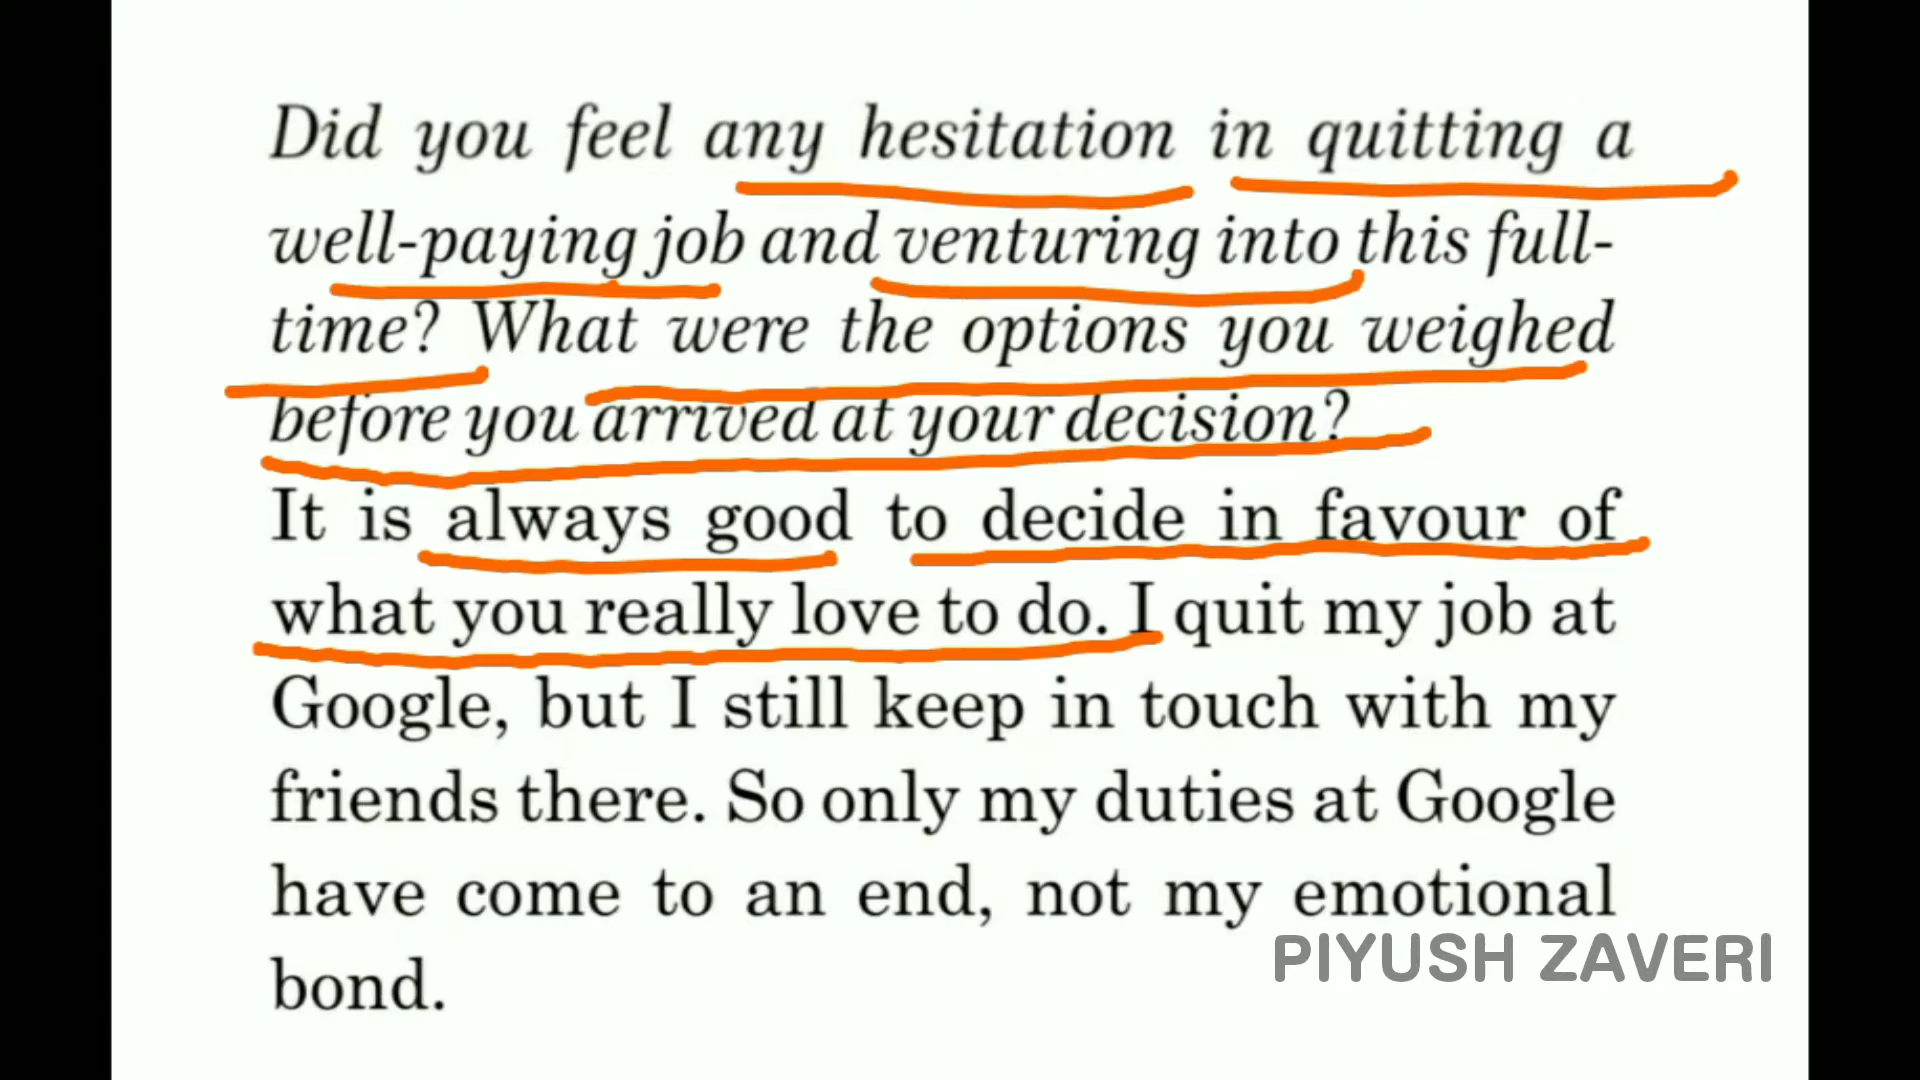 Did you feel any hesitation in quitting a
well-paying job and venturing into this full-
time? What were the options you weighed
before you arrived at your decision?
It is always good to decide in favour of
what you really love to do. I quit my job at
Google, but I still keep in touch with my
friends there. So only my duties at Google
have come to an end, not my emotional
bond.
PIYUSH ZAVERI